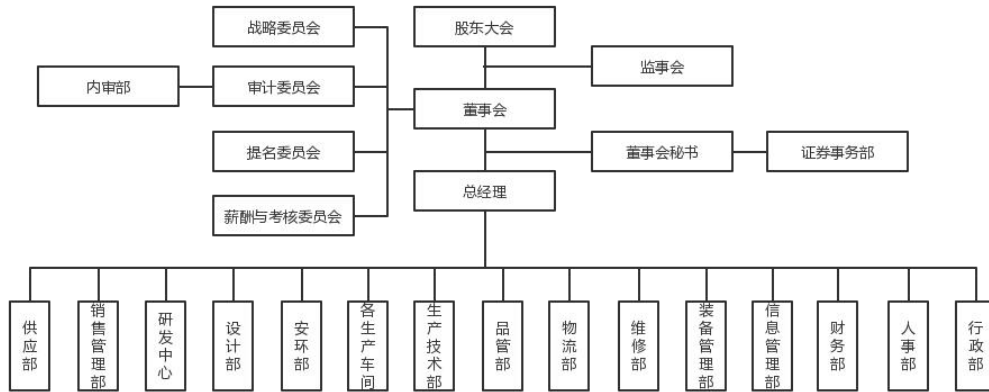 战略委员会
股东大会
监事会
内审部
审计委员会
董事会
提名委员会
董事会秘书
证券事务部
总经理
薪酬与考核委员会
供应部
销售管理部
研发中心
设计部
安环部
各生产车间
生产技术部
品管部
物流部
维修部
装备管理部
信息管理部
财务部
人事部
行政部